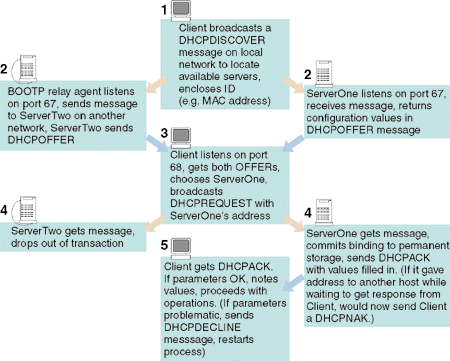 1
Client broadcasts a
DHCPDISCOVER
message on local
network to locate
available servers,
encloses ID
(e.g. MAC address)
2
BOOTP relay agent listens
on port 67, sends message
to ServerTwo on another
network, ServerTwo sends
DHCPOFFER
2
ServerOne listens on port 67,
receives message, returns
configuration values in
DHCPOFFER message
3
Client listens on port
68, gets both OFFERs,
chooses ServerOne,
broadcasts
DHCPREQUEST with
ServerOne's address
4
ServerTwo gets message,
drops out of transaction
4
ServerOne gets message,
commits binding to permanent
storage, sends DHCPACK
with values filled in. (If it gave
address to another host while
waiting to get response from
Client, would now send Client
a DHCPNAK.)
5
Client gets DHCPACK.
If parameters OK, notes
values, proceeds with
operations. (If parameters
problematic, sends
DHCPDECLINE
messsage, restarts
process)